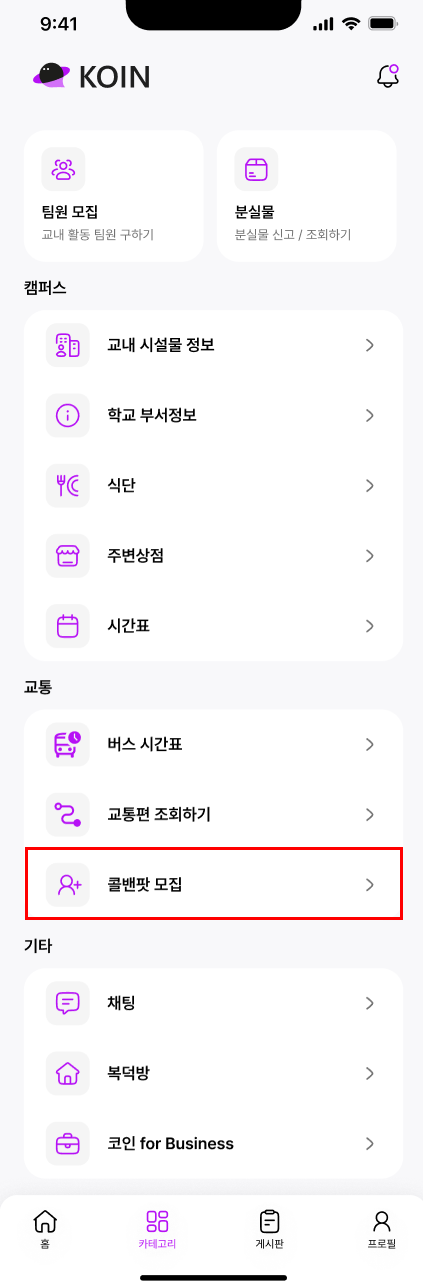 9:41
KOIN
팀원 모집
교내 활동 팀원 구하기
분실물
분실물 신고 / 조회하기
캠퍼스
교내 시설물 정보
학교 부서정보
식단
주변상점
시간표
교통
버스 시간표
교통편 조회하기
콜밴팟 모집
기타
채팅
복덕방
코인 for Business
홈
카테고리
게시판
프로필